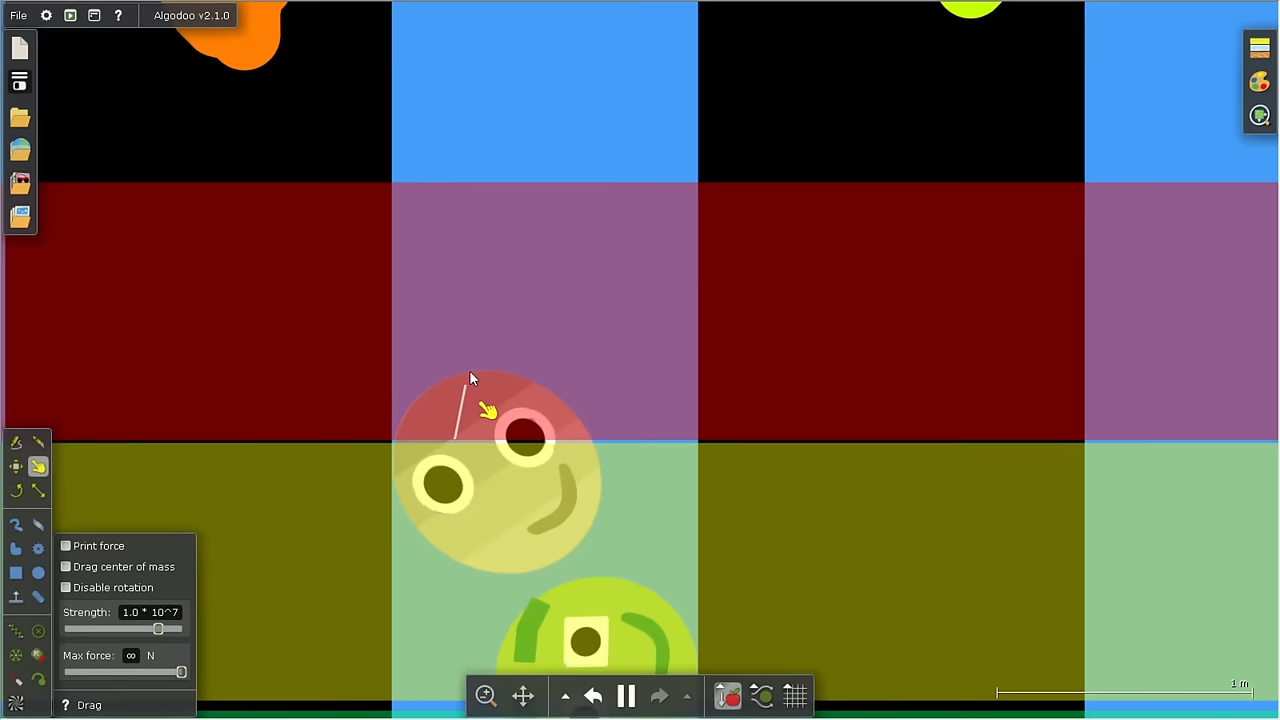 File ? Algodoo v2.1.0
Print force
Drag center of mass
Disable rotation
Strength: 1.0 * 10^7
Max force: ∞ N
? Drag
1 m